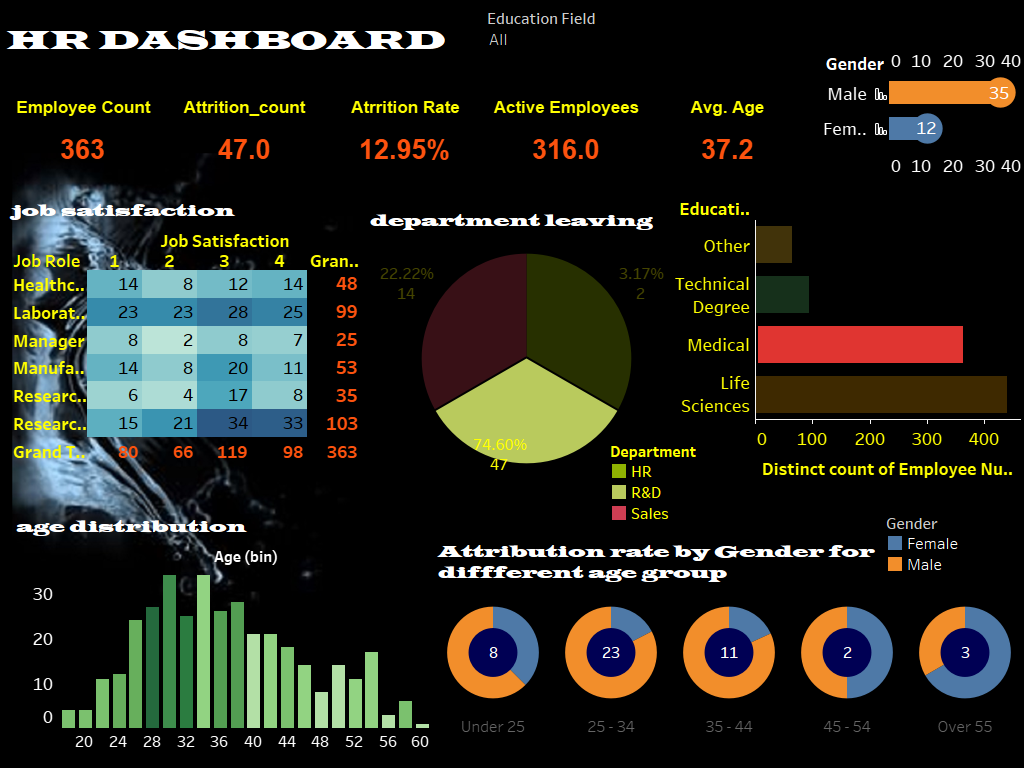 HR DASHBOARD
Education Field
All
Employee Count Attrition_count Atrrition Rate Active Employees Avg. Age
363 47.0 12.95% 316.0 37.2
Gender 0 10 20 30 40
Male 35
Fem.. 12
0 10 20 30 40
job satisfaction
Job Satisfaction
Job Role 1 2 3 4 Gran..
Healthc.. 14 8 12 14 48
Laborat.. 23 23 28 25 99
Manager 8 2 8 7 25
Manufa.. 14 8 20 11 53
Researc.. 6 4 17 8 35
Researc.. 15 21 34 33 103
Grand T.. 80 66 119 98 363
department leaving
22.22%
14
3.17%
2
74.60%
47
Department
HR
R&D
Sales
Educati..
Other
Technical
Degree
Medical
Life
Sciences
0 100 200 300 400
Distinct count of Employee Nu..
age distribution
Age (bin)
30
20
10
0
20 24 28 32 36 40 44 48 52 56 60
Attribution rate by Gender for
diffferent age group
Gender
Female
Male
8 23 11 2 3
Under 25 25 - 34 35 - 44 45 - 54 Over 55